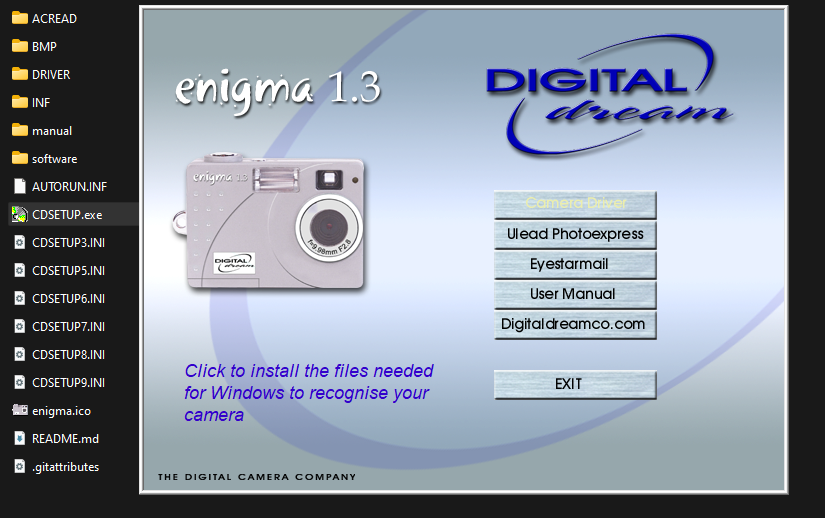 ACREAD
BMP
DRIVER
INF
manual
software
AUTORUN.INF
CDSETUP.exe
CDSETUP3.INI
CDSETUP5.INI
CDSETUP6.INI
CDSETUP7.INI
CDSETUP8.INI
CDSETUP9.INI
enigma.ico
README.md
.gitattributes
enigma 1.3
DIGITAL
dream
enigma 1.3
f=9.98mm F2.8
DIGITAL
dream
Camera Driver
Ulead Photoexpress
Eyestarmail
User Manual
Digitaldreamco.com
EXIT
Click to install the files needed
for Windows to recognise your
camera
THE DIGITAL CAMERA COMPANY